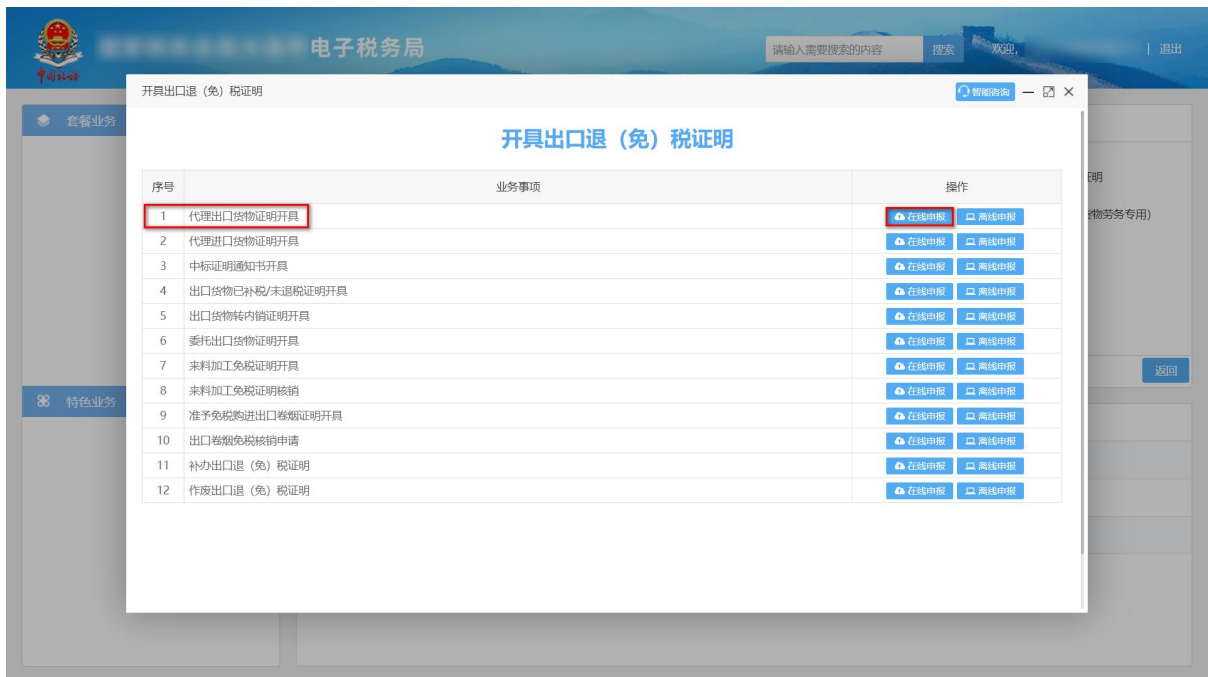 中国税务
电子税务局
请输入需要搜索的内容 搜索 欢迎, | 退出
开具出口退（免）税证明 智能咨询
套餐业务
开具出口退（免）税证明
证明
序号 业务事项 操作
1 代理出口货物证明开具 在线申报 离线申报
货物劳务专用)
2 代理进口货物证明开具 在线申报 离线申报
3 中标证明通知书开具 在线申报 离线申报
4 出口货物已补税/未退税证明开具 在线申报 离线申报
5 出口货物转内销证明开具 在线申报 离线申报
6 委托出口货物证明开具 在线申报 离线申报
7 来料加工免税证明开具 在线申报 离线申报
返回
8 来料加工免税证明核销 在线申报 离线申报
特色业务
9 准予免税购进出口卷烟证明开具 在线申报 离线申报
10 出口卷烟免税核销申请 在线申报 离线申报
11 补办出口退（免）税证明 在线申报 离线申报
12 作废出口退（免）税证明 在线申报 离线申报